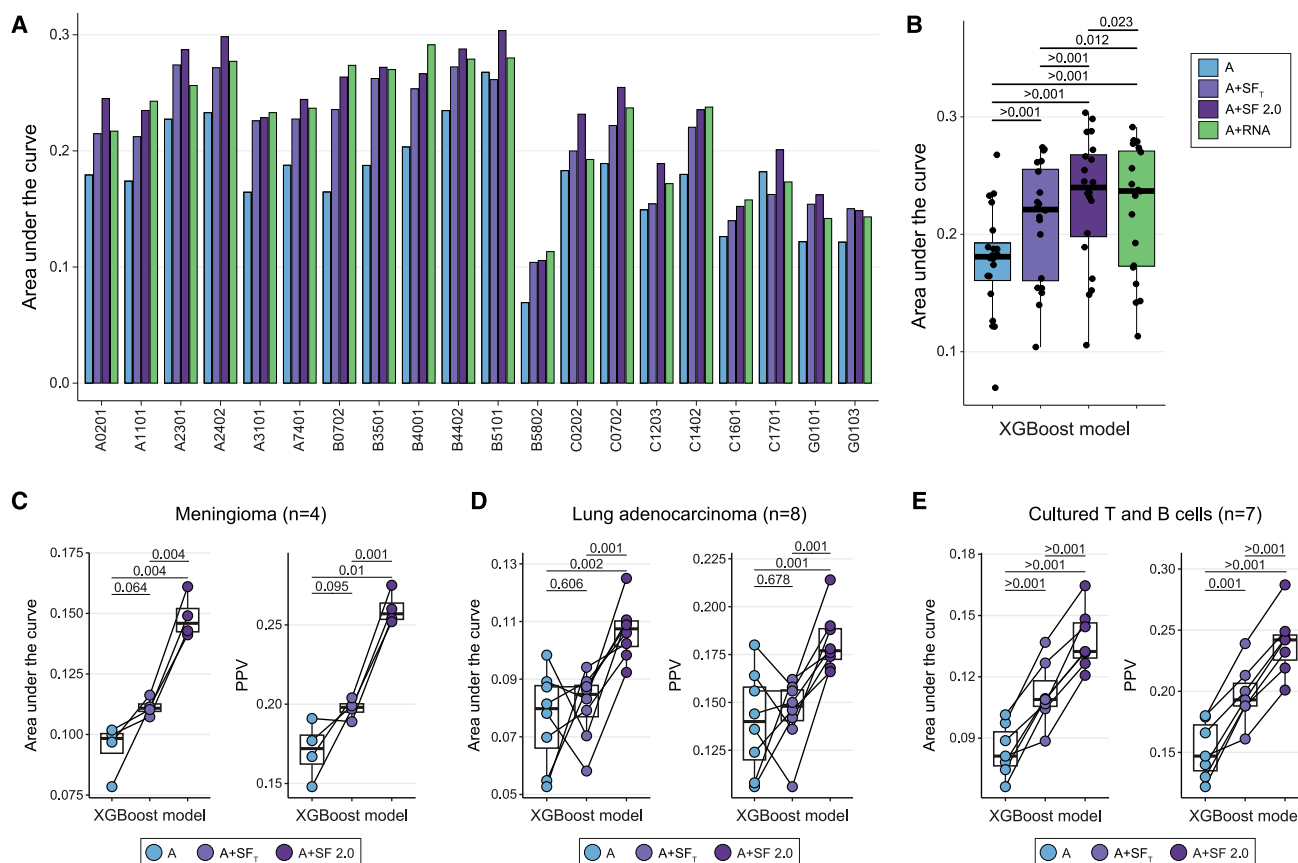 A
Area under the curve
0.3
0.2
0.1
0.0
A0201
A1101
A2301
A2402
A3101
A7401
B0702
B3501
B4001
B4402
B5101
B5802
C0202
C0702
C1203
C1402
C1601
C1701
G0101
G0103
B
Area under the curve
0.3
0.2
0.1
0.023
0.012
>0.001
>0.001
>0.001
>0.001
XGBoost model
A
A+SFT
A+SF 2.0
A+RNA
C
Meningioma (n=4)
Area under the curve
0.175
0.150
0.125
0.100
0.075
0.004
0.004
0.064
XGBoost model
PPV
0.25
0.20
0.15
0.001
0.01
0.095
XGBoost model
A
A+SFT
A+SF 2.0
D
Lung adenocarcinoma (n=8)
Area under the curve
0.13
0.11
0.09
0.07
0.05
0.001
0.002
0.606
XGBoost model
PPV
0.225
0.200
0.175
0.150
0.125
0.001
0.001
0.678
XGBoost model
A
A+SFT
A+SF 2.0
E
Cultured T and B cells (n=7)
Area under the curve
0.18
0.15
0.12
0.09
>0.001
>0.001
>0.001
XGBoost model
PPV
0.30
0.25
0.20
0.15
>0.001
>0.001
0.001
XGBoost mode
A
A+SFT
A+SF 2.0